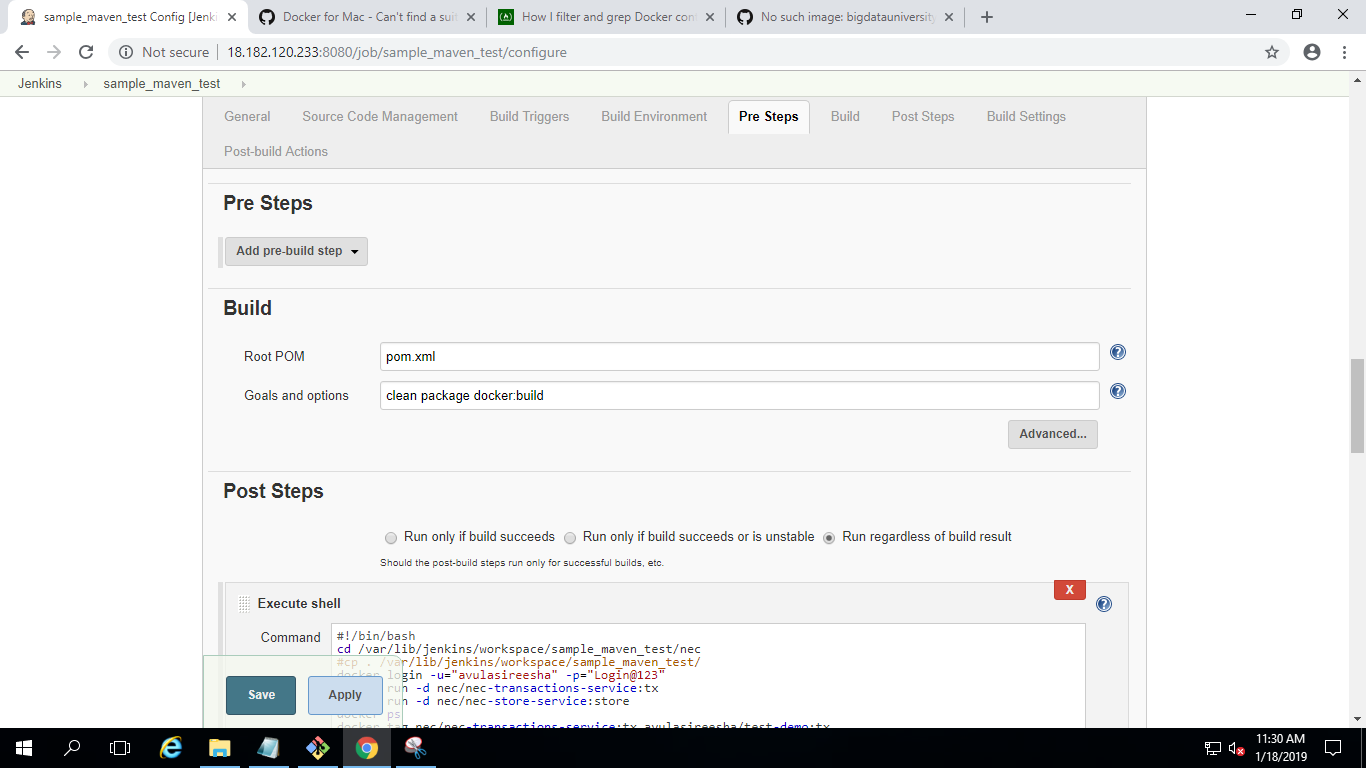 sample_maven_test Config [Jenki
Docker for Mac - Can't find a suit
How I filter and grep Docker cont
No such image: bigdatauniversity
Not secure
18.182.120.233:8080/job/sample_maven_test/configure
Jenkins
sample_maven_test
General
Source Code Management
Build Triggers
Build Environment
Pre Steps
Build
Post Steps
Build Settings
Post-build Actions
Pre Steps
Add pre-build step
Build
Root POM
pom.xml
Goals and options
clean package docker:build
Advanced...
Post Steps
Run only if build succeeds
Run only if build succeeds or is unstable
Run regardless of build result
Should the post-build steps run only for successful builds, etc.
Execute shell
X
Command
#!/bin/bash
cd /var/lib/jenkins/workspace/sample_maven_test/nec
#cp . /var/lib/jenkins/workspace/sample_maven_test/
docker login -u="avulasireesha" -p="Login@123"
run -d nec/nec-transactions-service:tx
run -d nec/nec-store-service:store
docker ps
docker tag nec/nec-transactions-service:tx avulasireesha/test-demo:tx
Save
Apply
11:30 AM
1/18/2019